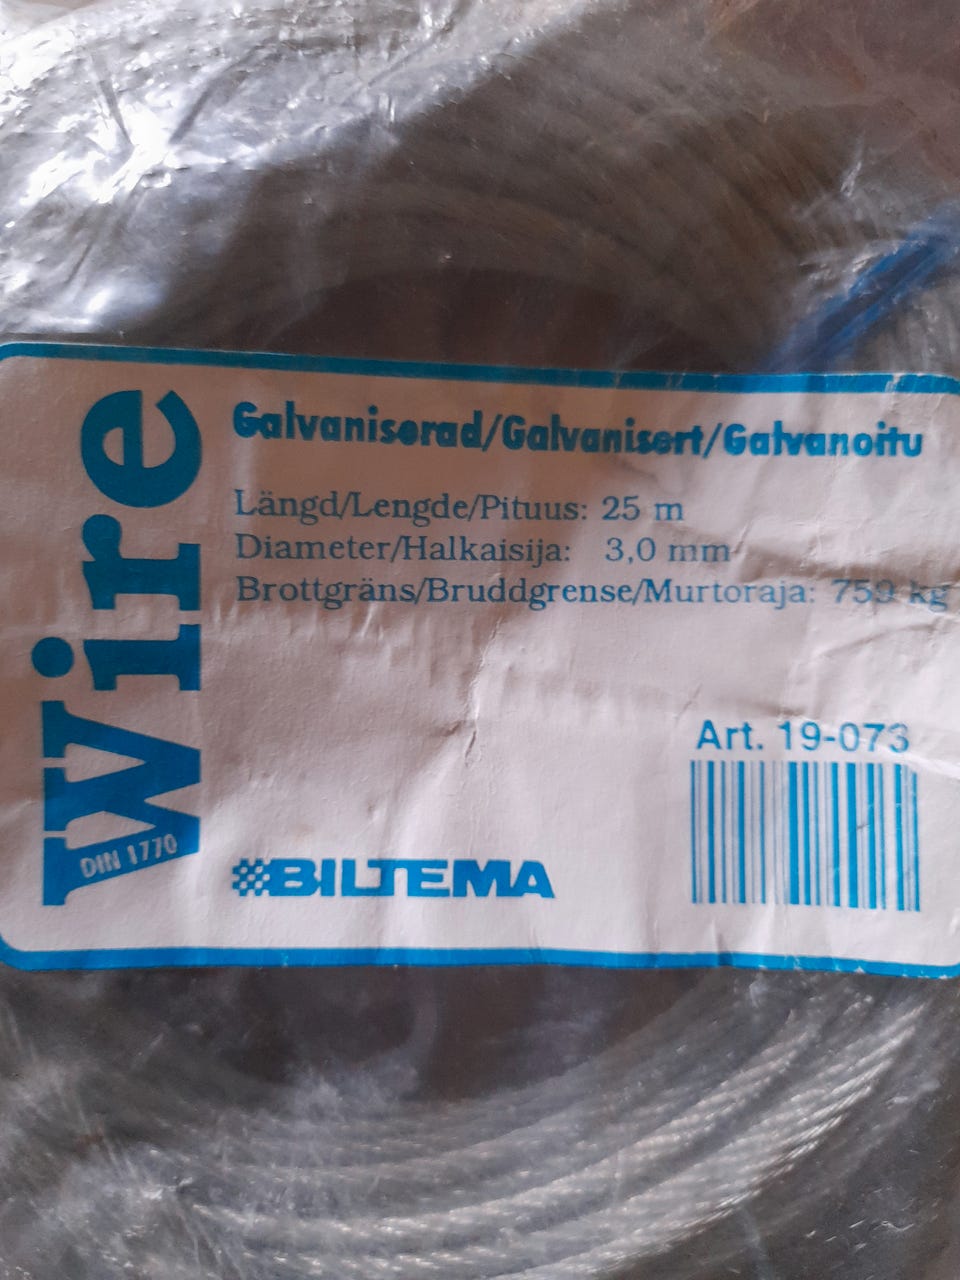 Wire
DIN 1770
Galvaniserad/Galvanisert/Galvanoitu
Längd/Lengde/Pituus: 25 m
Diameter/Halkaisija: 3,0 mm
Brottgräns/Bruddgrense/Murtoraja: 759 kg
Art. 19-073
BILTEMA